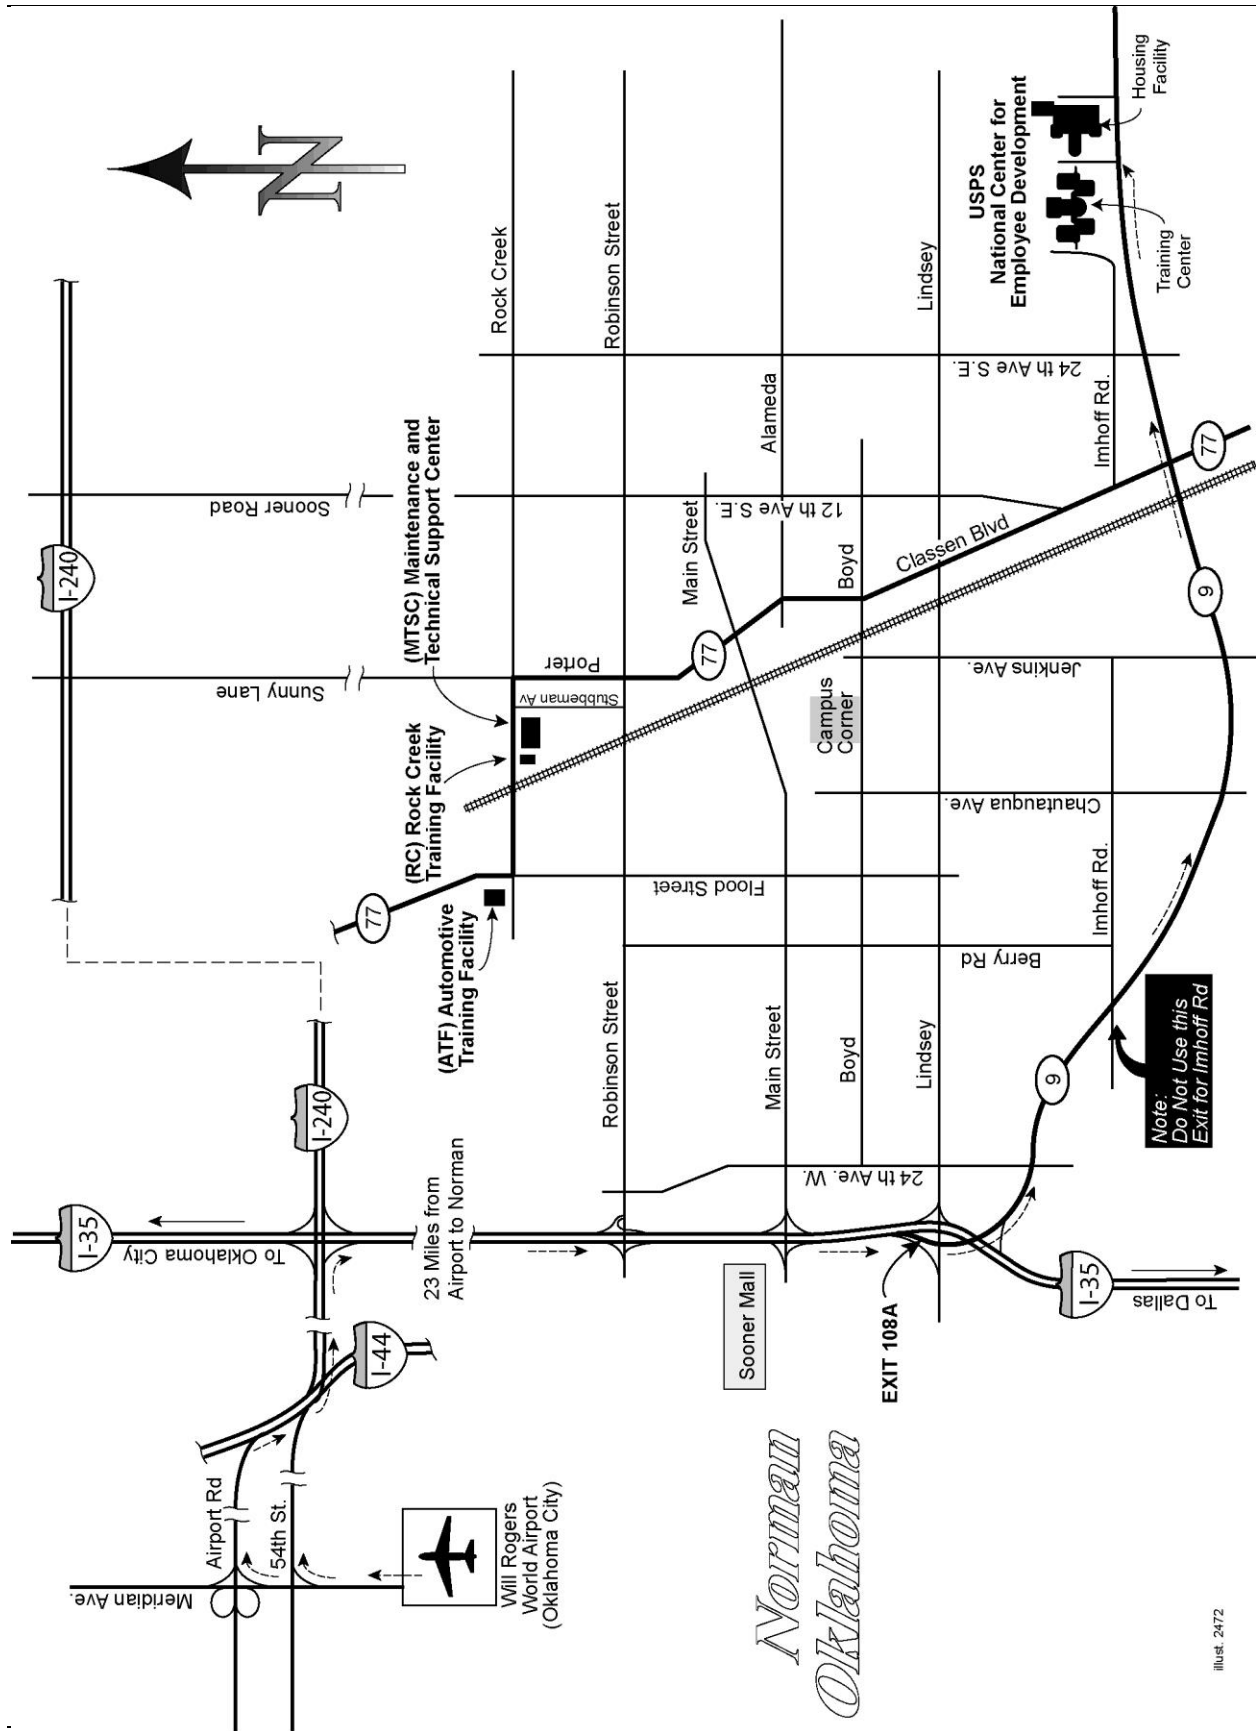 N
Meridian Ave.
Airport Rd
54th St.
Will Rogers
World Airport
(Oklahoma City)
I-44
I-35
To Oklahoma City
I-240
23 Miles from
Airport to Norman
I-240
Sunny Lane
Sooner Road
77
(ATF) Automotive
Training Facility
(RC) Rock Creek
Training Facility
(MTSC) Maintenance and
Technical Support Center
Stubbeman Av
Porter
Rock Creek
Robinson Street
Robinson Street
Flood Street
Main Street
Main Street
77
12 th Ave S.E.
Alameda
Sooner Mall
24 th Ave. W.
Boyd
Boyd
Campus
Corner
Classen Blvd
EXIT 108A
Lindsey
Lindsey
Berry Rd
Chautauqua Ave.
Jenkins Ave.
24 th Ave S.E.
USPS
National Center for
Employee Development
Imhoff Rd.
Imhoff Rd.
9
9
77
Training
Center
Housing
Facility
I-35
To Dallas
Note:
Do Not Use this
Exit for Imhoff Rd
Norman
Oklahoma
illust. 2472